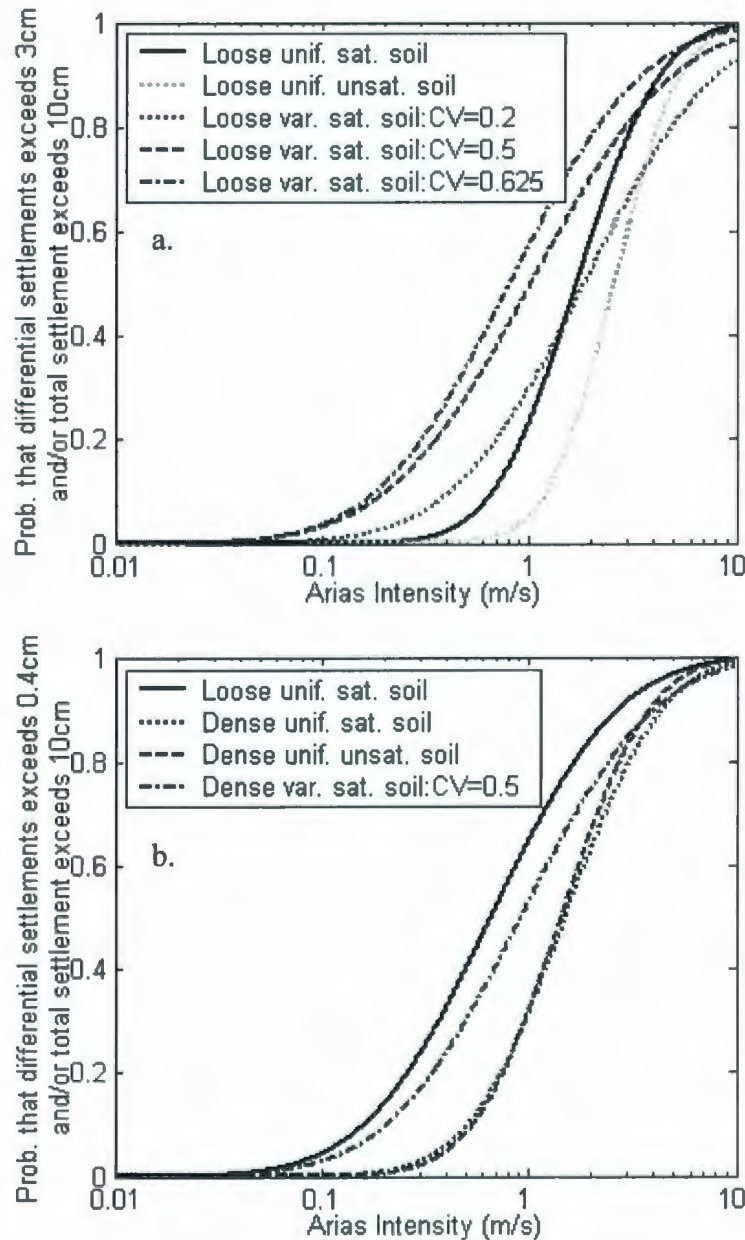 Prob. that differential settlements exceeds 3cm
and/or total settlement exceeds 10cm
1
0.8
0.6
0.4
0.2
0
Loose unif. sat. soil
Loose unif. unsat. soil
Loose var. sat. soil:CV=0.2
Loose var. sat. soil:CV=0.5
Loose var. sat. soil:CV=0.625
a.
0.01
0.1
1
10
Arias Intensity (m/s)
Prob. that differential settlements exceeds 0.4cm
and/or total settlement exceeds 10cm
1
0.8
0.6
0.4
0.2
0
Loose unif. sat. soil
Dense unif. sat. soil
Dense unif. unsat. soil
Dense var. sat. soil:CV=0.5
b.
0.01
0.1
1
10
Arias Intensity (m/s)